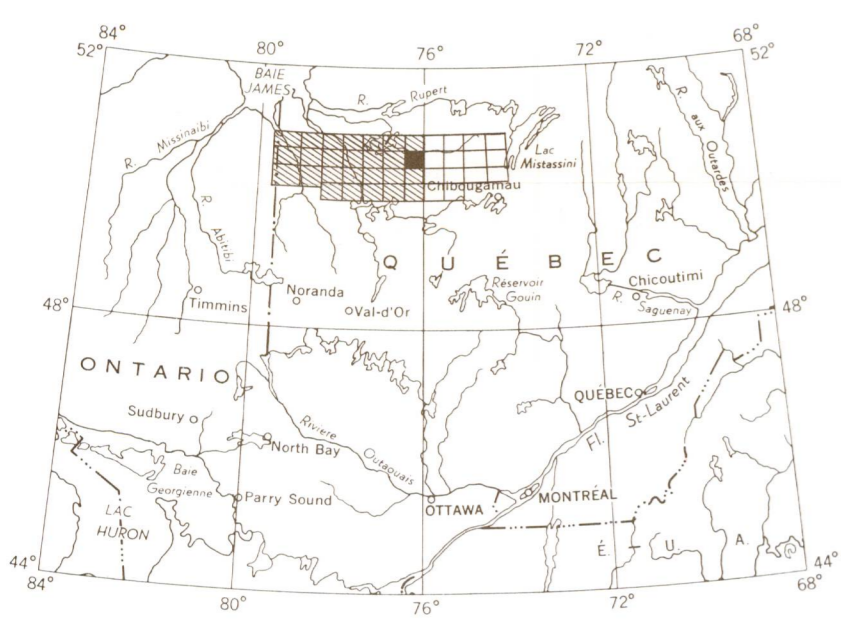 84°
80°
76°
72°
68°
52°
52°
BAIE
JAMES
R. Rupert
R. Missinaibi
R. aux Outardes
Lac
Mistassini
Chibougamau
R. Abitibi
QUÉBEC
Noranda
Timmins
Val-d'Or
Réservoir
Gouin
Chicoutimi
R. Saguenay
48°
48°
ONTARIO
Sudbury
North Bay
Rivière Outaouais
QUÉBEC
Fl. St-Laurent
Baie
Georgienne
Parry Sound
OTTAWA
MONTRÉAL
LAC
HURON
É. - U. A.
44°
44°
84°
80°
76°
72°
68°